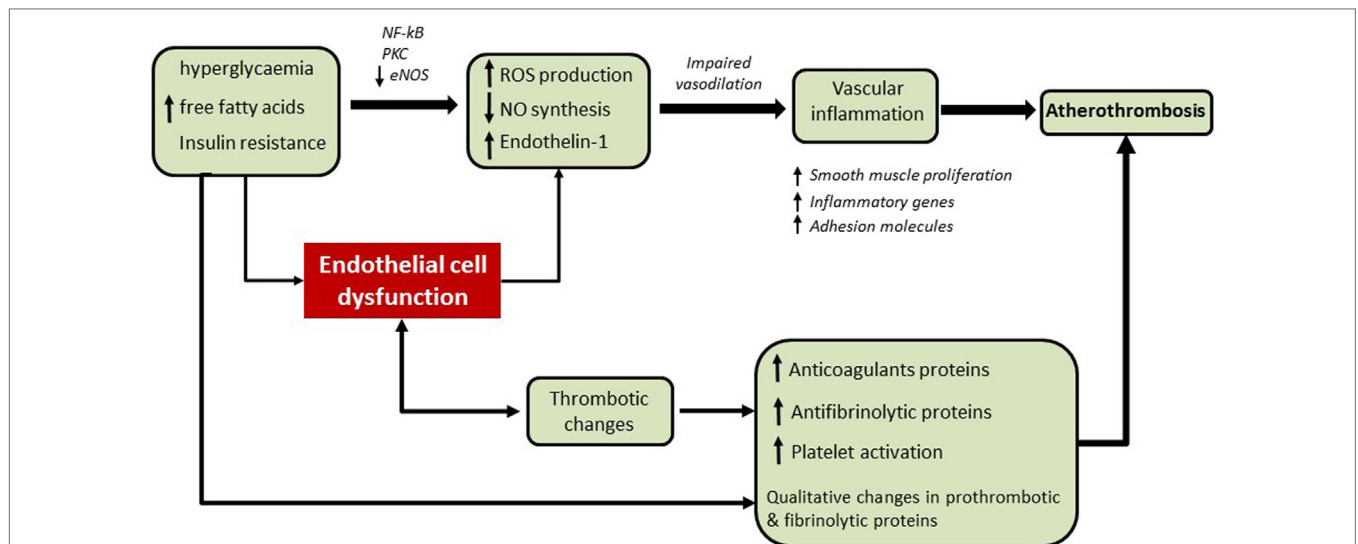 hyperglycaemia
↑ free fatty acids
Insulin resistance
NF-kB
PKC
↓ eNOS
↑ ROS production
↓ NO synthesis
↑ Endothelin-1
Impaired
vasodilation
Vascular
inflammation
Atherothrombosis
↑ Smooth muscle proliferation
↑ Inflammatory genes
↑ Adhesion molecules
Endothelial cell
dysfunction
Thrombotic
changes
↑ Anticoagulants proteins
↑ Antifibrinolytic proteins
↑ Platelet activation
Qualitative changes in prothrombotic
& fibrinolytic proteins